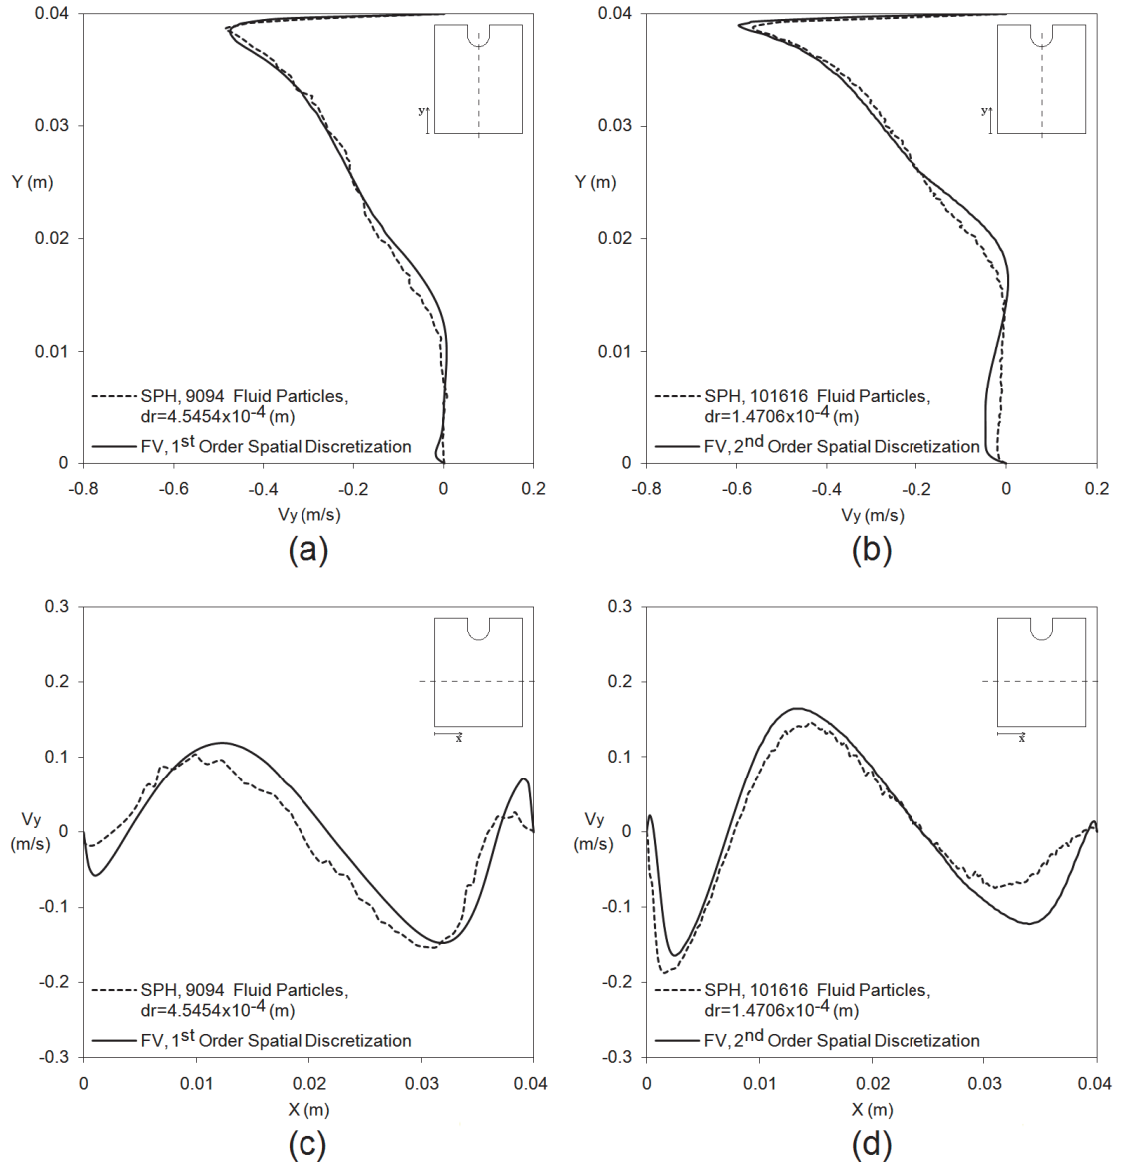 0.04
0.03
Y (m)
0.02
0.01
0
-0.8
-0.6
-0.4
-0.2
0
0.2
Vy (m/s)
y
SPH, 9094 Fluid Particles,
dr=4.5454x10-4 (m)
FV, 1st Order Spatial Discretization
(a)
0.04
0.03
Y (m)
0.02
0.01
0
-0.8
-0.6
-0.4
-0.2
0
0.2
Vy (m/s)
y
SPH, 101616 Fluid Particles,
dr=1.4706x10-4 (m)
FV, 2nd Order Spatial Discretization
(b)
0.3
0.2
0.1
Vy
(m/s)
0
-0.1
-0.2
-0.3
0
0.01
0.02
0.03
0.04
X (m)
x
SPH, 9094 Fluid Particles,
dr=4.5454x10-4 (m)
FV, 1st Order Spatial Discretization
(c)
0.3
0.2
0.1
Vy
(m/s)
0
-0.1
-0.2
-0.3
0
0.01
0.02
0.03
0.04
X (m)
x
SPH, 101616 Fluid Particles,
dr=1.4706x10-4 (m)
FV, 2nd Order Spatial Discretization
(d)